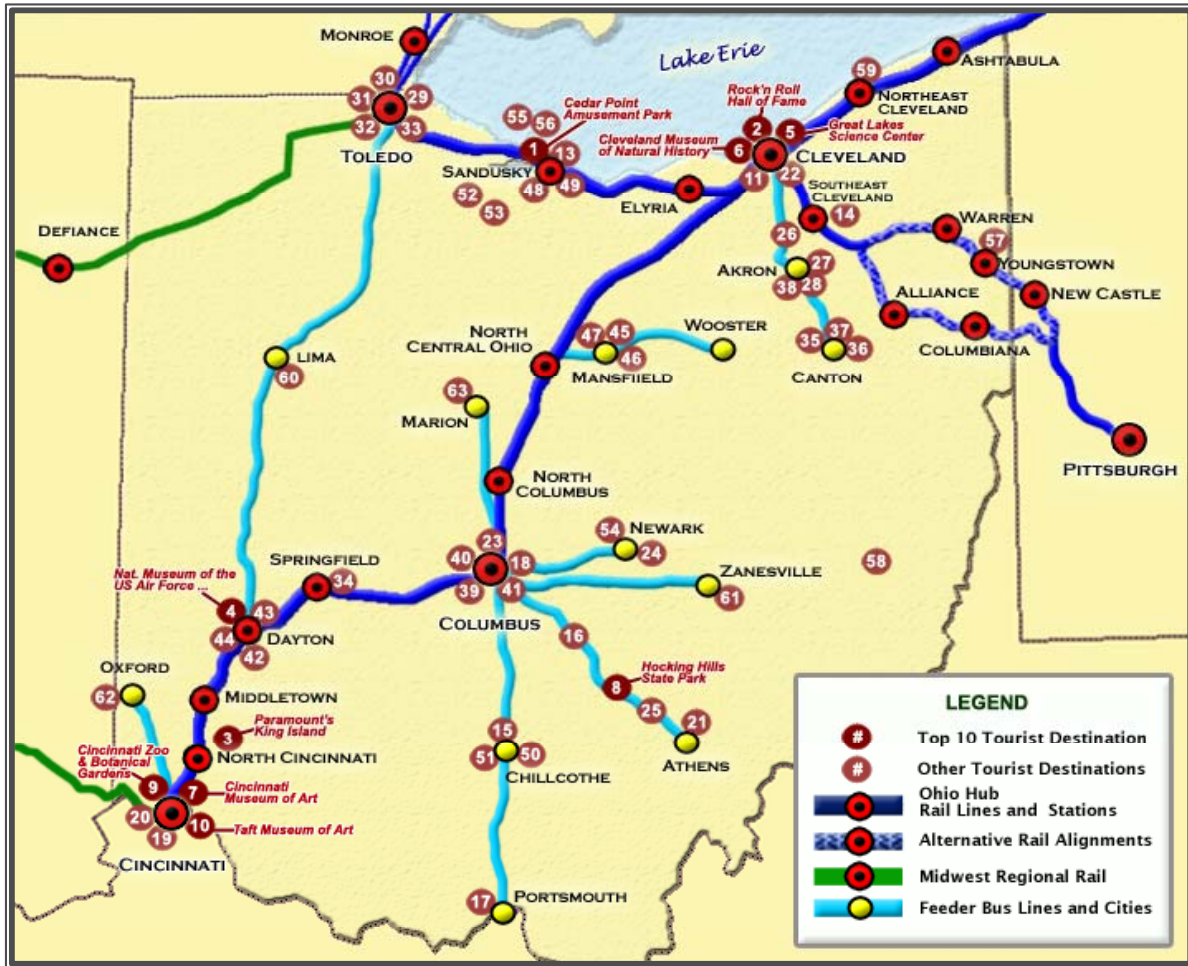 MONROE
Lake Erie
ASHTABULA
30
59
31
29
Rock'n Roll
Hall of Fame
NORTHEAST
CLEVELAND
32
33
55
56
Cedar Point
Amusement Park
2
5
Great Lakes
Science Center
TOLEDO
1
13
Cleveland Museum
of Natural History
6
CLEVELAND
SANDUSKY
48
49
11
22
SOUTHEAST
CLEVELAND
52
53
ELYRIA
14
WARREN
DEFIANCE
26
57
YOUNGSTOWN
AKRON
27
38
28
ALLIANCE
NEW CASTLE
NORTH
CENTRAL OHIO
47
45
WOOSTER
37
35
36
COLUMBIANA
LIMA
46
60
MANSFIIELD
CANTON
63
MARION
PITTSBURGH
NORTH
COLUMBUS
23
54
NEWARK
SPRINGFIELD
40
18
24
58
Nat. Museum of the
US Air Force ...
34
ZANESVILLE
39
41
61
4
43
COLUMBUS
44
DAYTON
16
42
OXFORD
Hocking Hills
State Park
62
MIDDLETOWN
8
25
21
LEGEND
Paramount's
King Island
3
15
#
Top 10 Tourist Destination
Cincinnati Zoo
& Botanical
Gardens
NORTH CINCINNATI
51
50
ATHENS
#
Other Tourist Destinations
CHILLCOTHE
9
7
Cincinnati
Museum of Art
Ohio Hub
Rail Lines and Stations
20
19
10
Taft Museum of Art
Alternative Rail Alignments
CINCINNATI
Midwest Regional Rail
17
PORTSMOUTH
Feeder Bus Lines and Cities